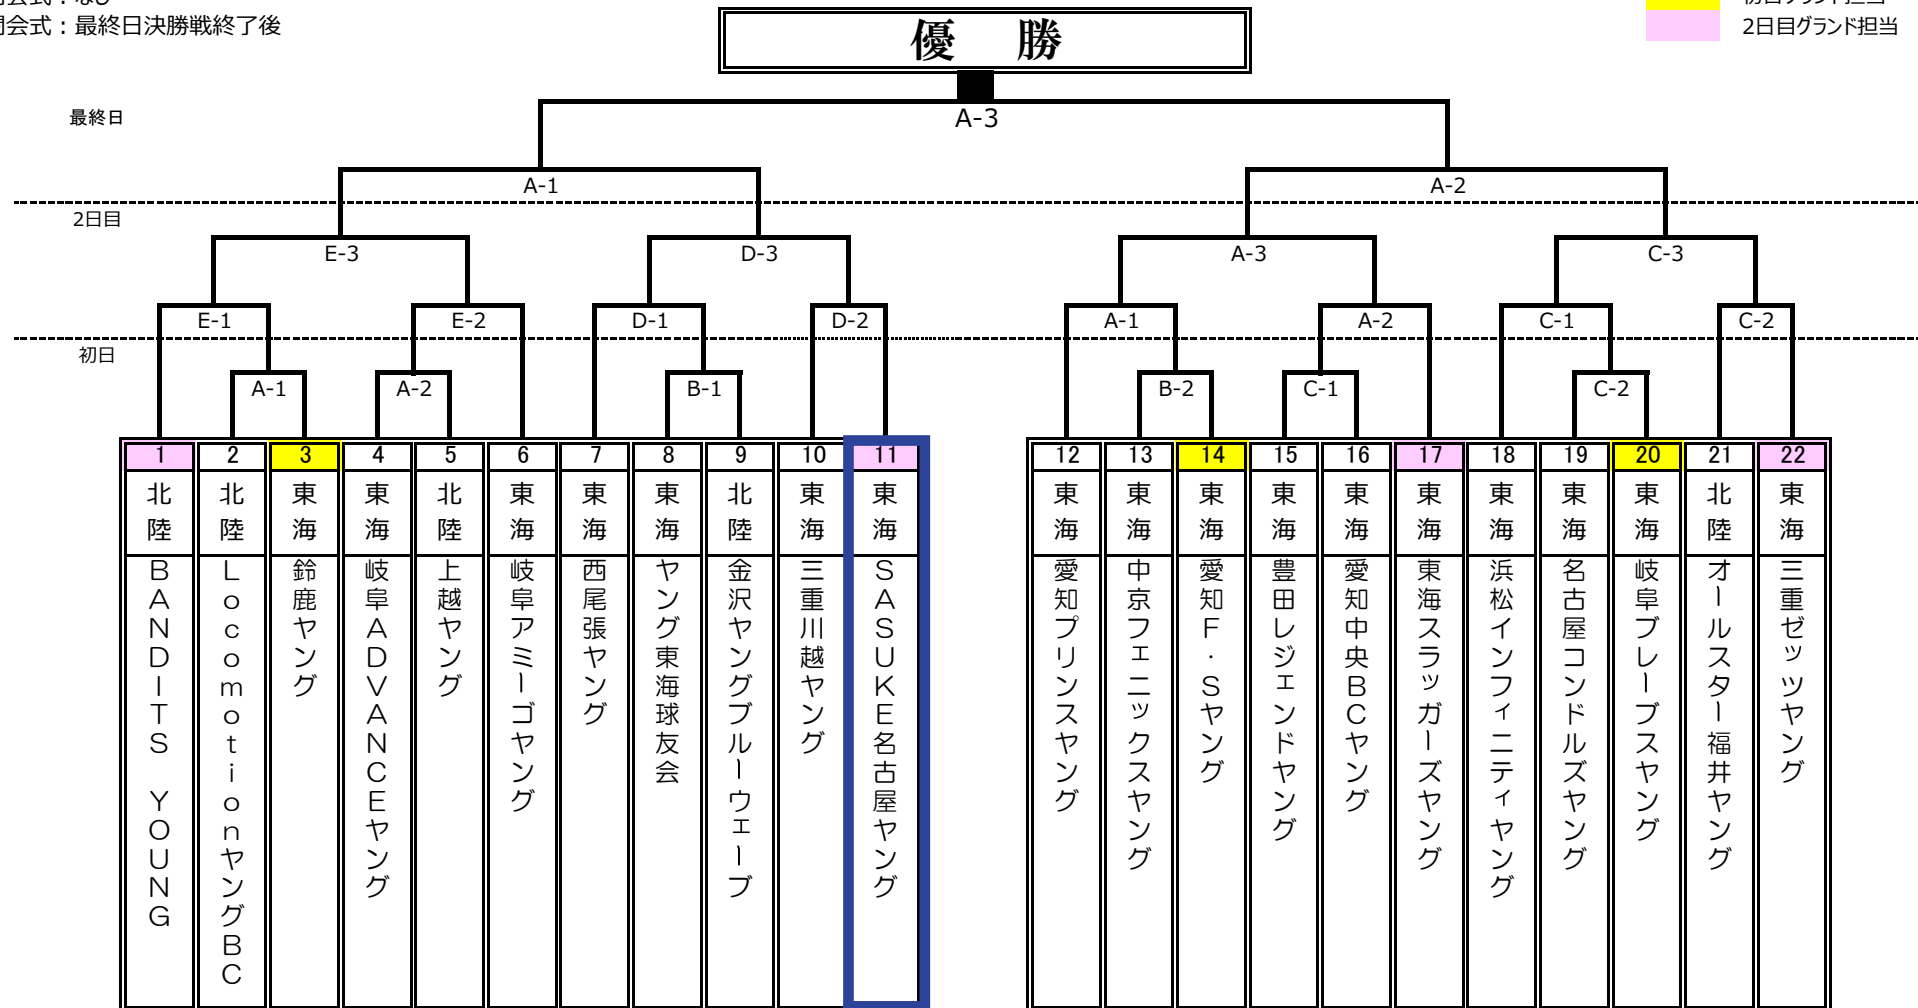 会式：なし
閉会式：最終日決勝戦終了後
初日グランド担当
2日目グランド担当
優　勝
最終日
A-3
A-1
A-2
2日目
E-3
D-3
A-3
C-3
E-1
E-2
D-1
D-2
A-1
A-2
C-1
C-2
初日
A-1
A-2
B-1
B-2
C-1
C-2
1 北陸 BANDITS YOUNG
2 北陸 LocomotionヤングBC
3 東海 鈴鹿ヤング
4 東海 岐阜ADVANCEヤング
5 北陸 上越ヤング
6 東海 岐阜アミーゴヤング
7 東海 西尾張ヤング
8 東海 ヤング東海球友会
9 北陸 金沢ヤングブルーウェーブ
10 東海 三重川越ヤング
11 東海 SASUKE名古屋ヤング
12 東海 愛知プリンスヤング
13 東海 中京フェニックスヤング
14 東海 愛知F・Sヤング
15 東海 豊田レジェンドヤング
16 東海 愛知中央BCヤング
17 東海 東海スラッガーズヤング
18 東海 浜松インフィニティヤング
19 東海 名古屋コンドルズヤング
20 東海 岐阜ブレーブスヤング
21 北陸 オールスター福井ヤング
22 東海 三重ゼッツヤング